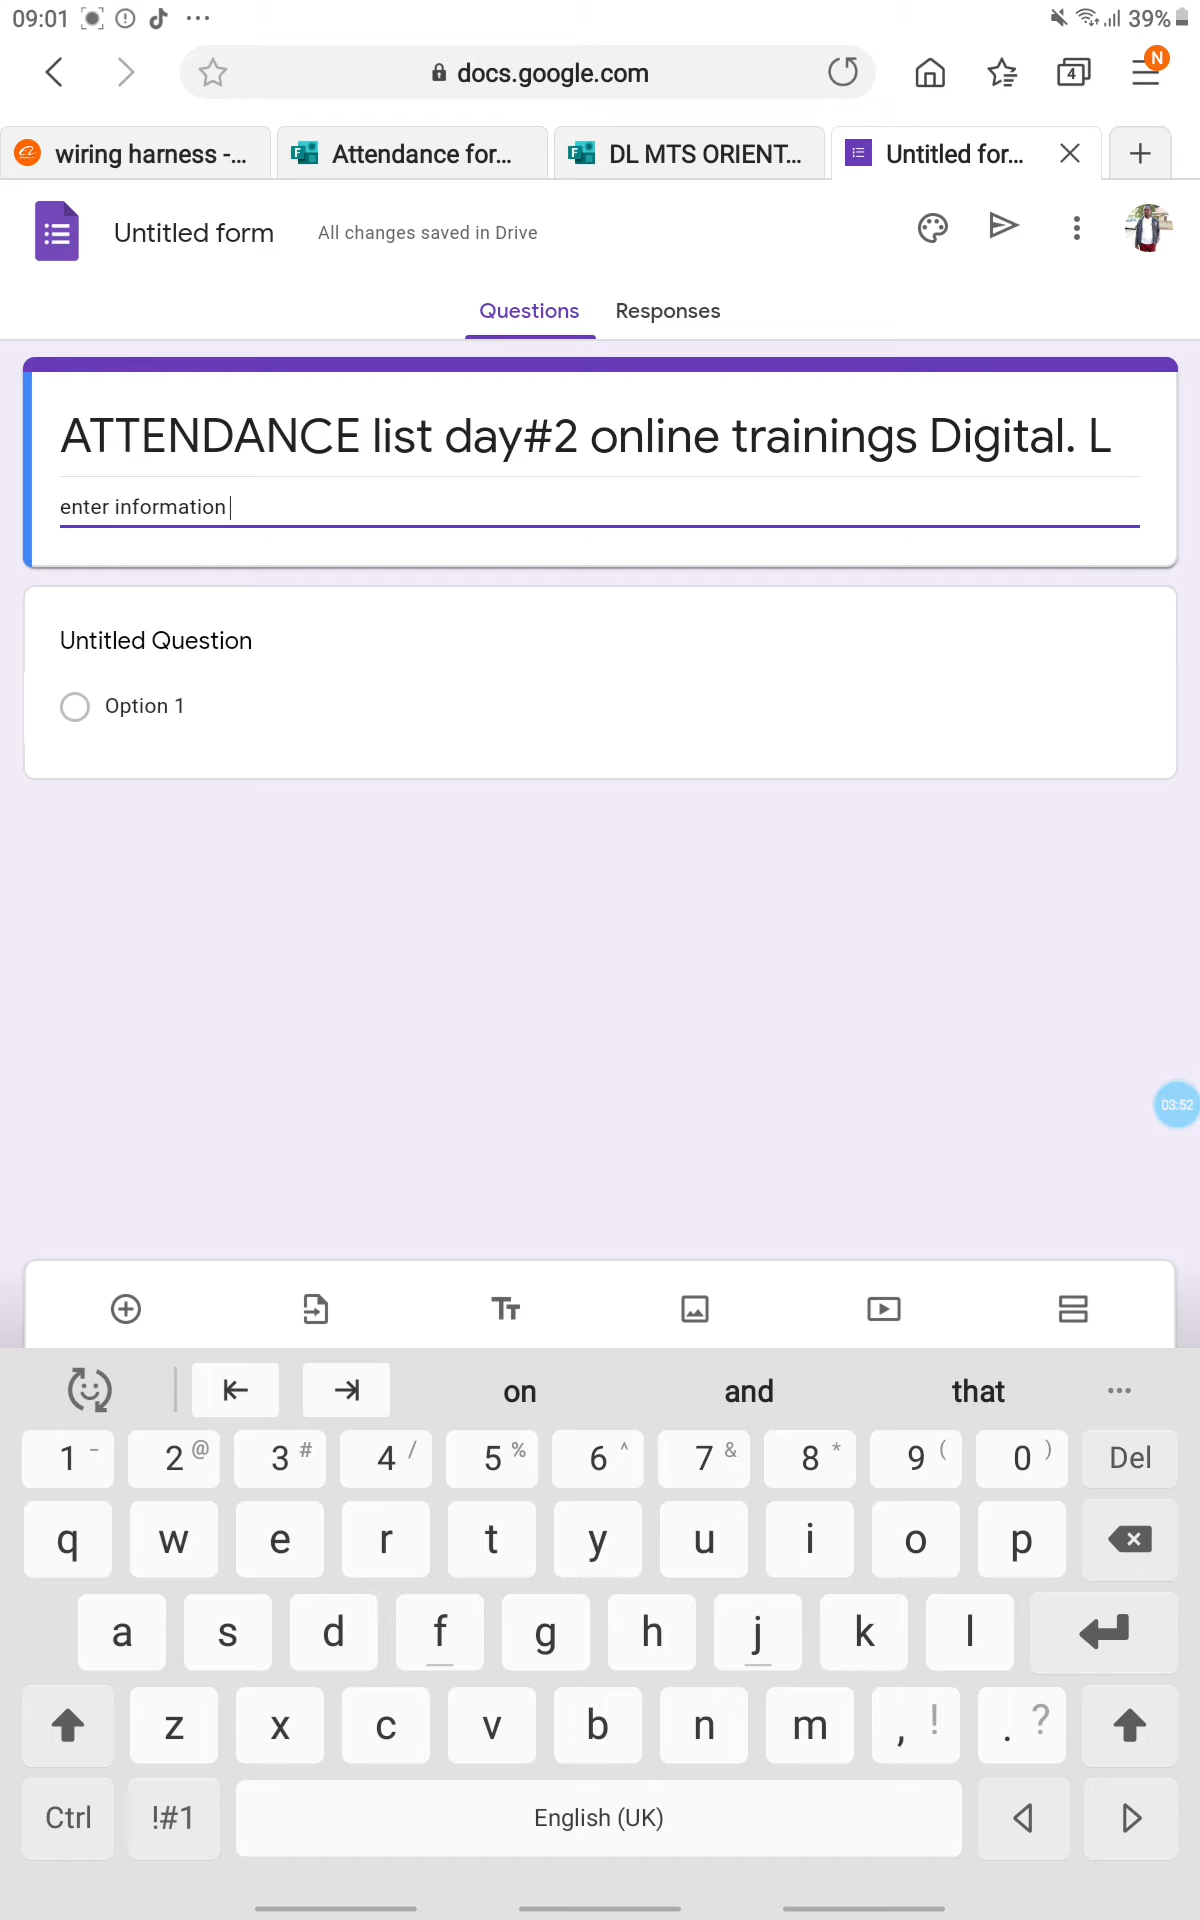 09:01 ... 39%
docs.google.com 4 N
wiring harness -... Attendance for... DL MTS ORIENT... Untitled for...
Untitled form All changes saved in Drive
Questions Responses
ATTENDANCE list day#2 online trainings Digital. L
enter information
Untitled Question
Option 1
03:52
on and that ...
1 - 2 @ 3 # 4 / 5 % 6 ^ 7 & 8 * 9 ( 0 ) Del
q w e r t y u i o p
a s d f g h j k l
z x c v b n m , ! . ?
Ctrl !#1 English (UK)